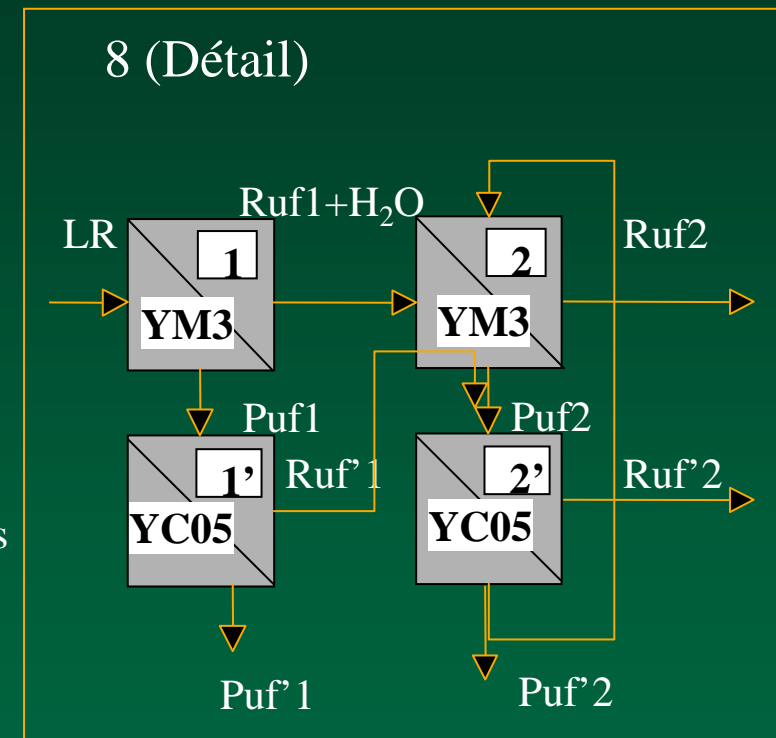 8 (Détail)
Ruf1+H₂O
LR
Ruf2
1
2
YM3
YM3
Puf1
Puf2
1’
Ruf’1
2’
Ruf’2
YC05
YC05
s
Puf’1
Puf’2